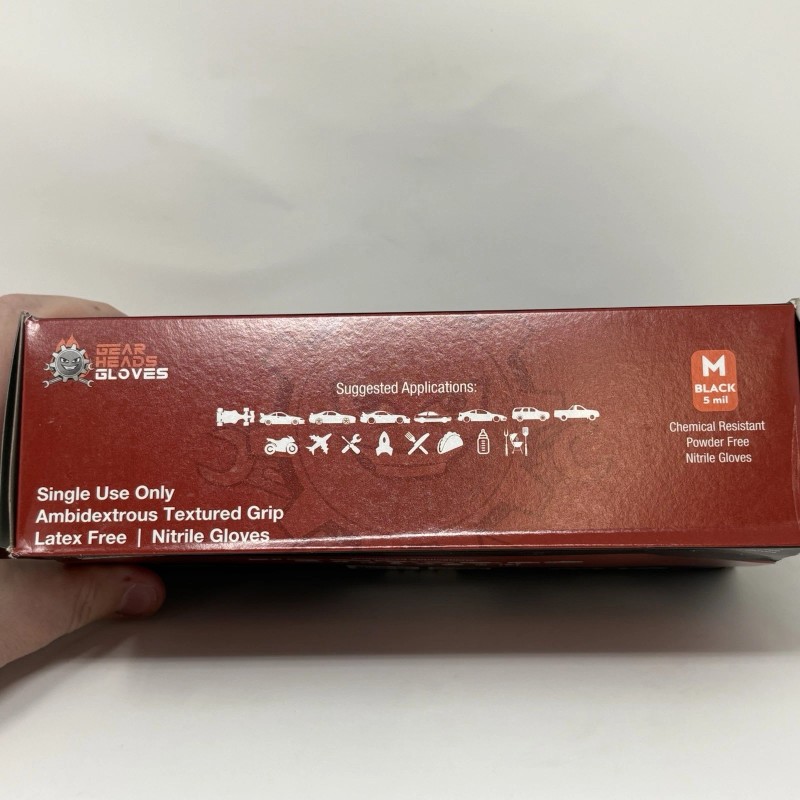 GEAR
HEADS
GLOVES
Suggested Applications:
M
BLACK
5 mil
Chemical Resistant
Powder Free
Nitrile Gloves
Single Use Only
Ambidextrous Textured Grip
Latex Free | Nitrile Gloves